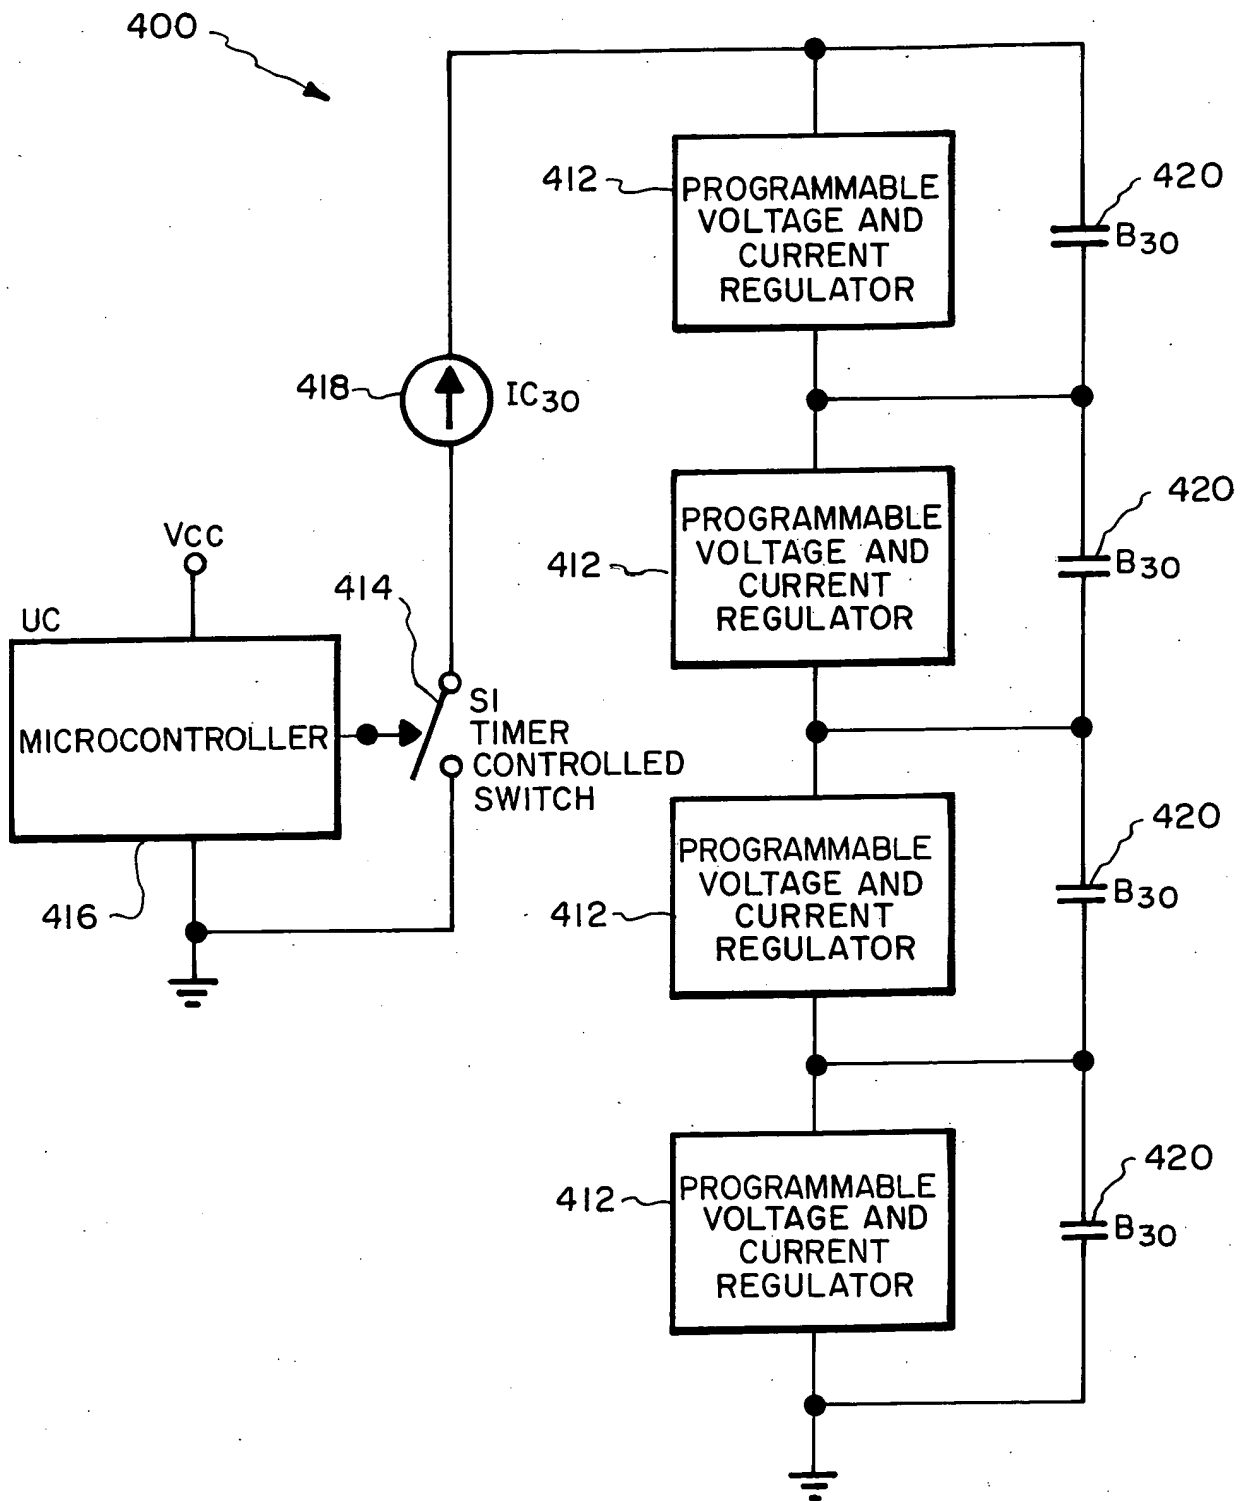 400
412
PROGRAMMABLE
VOLTAGE AND
CURRENT
REGULATOR
420
B30
418
IC30
412
PROGRAMMABLE
VOLTAGE AND
CURRENT
REGULATOR
420
B30
VCC
UC
MICROCONTROLLER
414
S1
TIMER
CONTROLLED
SWITCH
416
412
PROGRAMMABLE
VOLTAGE AND
CURRENT
REGULATOR
420
B30
412
PROGRAMMABLE
VOLTAGE AND
CURRENT
REGULATOR
420
B30